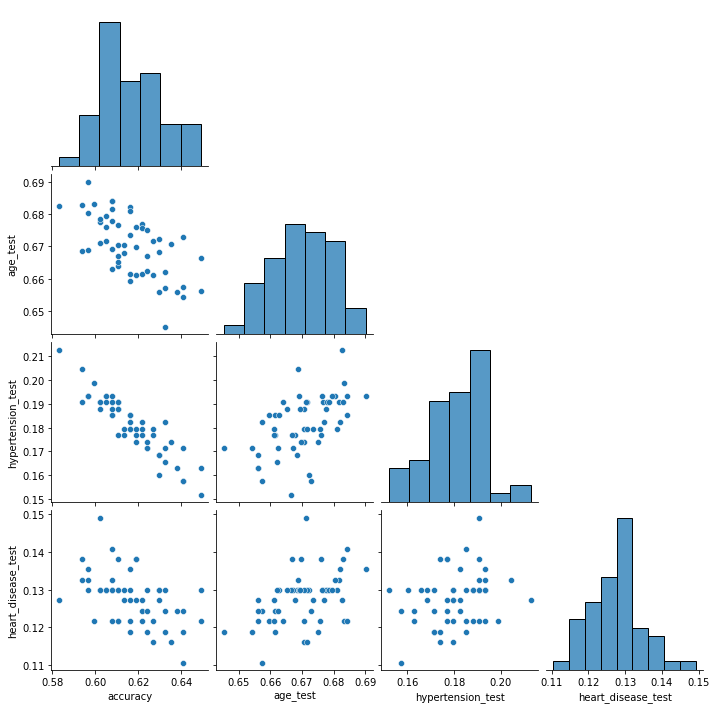 0.69
0.68
0.67
0.66
0.65
age_test
0.21
0.20
0.19
0.18
0.17
0.16
0.15
hypertension_test
0.15
0.14
0.13
0.12
0.11
heart_disease_test
0.58 0.60 0.62 0.64
accuracy
0.65 0.66 0.67 0.68 0.69
age_test
0.16 0.18 0.20
hypertension_test
0.11 0.12 0.13 0.14 0.15
heart_disease_test